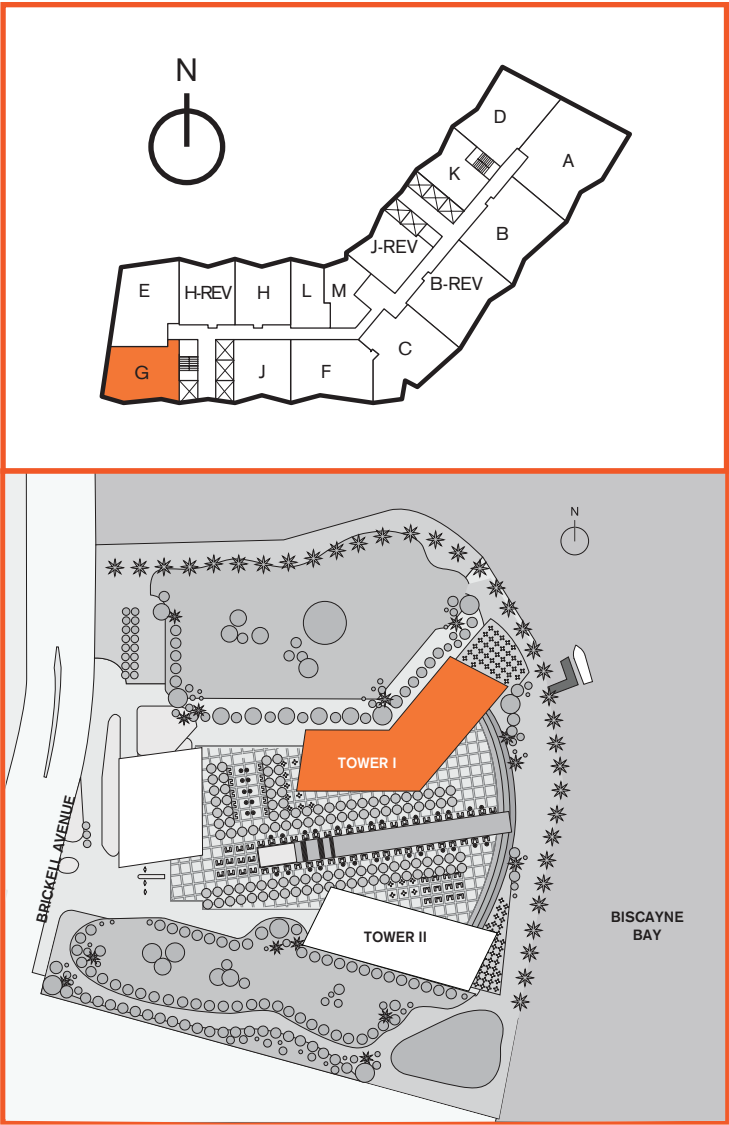 N
D
A
K
B
J-REV
B-REV
E
H-REV
H
L
M
C
G
J
F
N
TOWER I
BRICKELL AVENUE
TOWER II
BISCAYNE
BAY